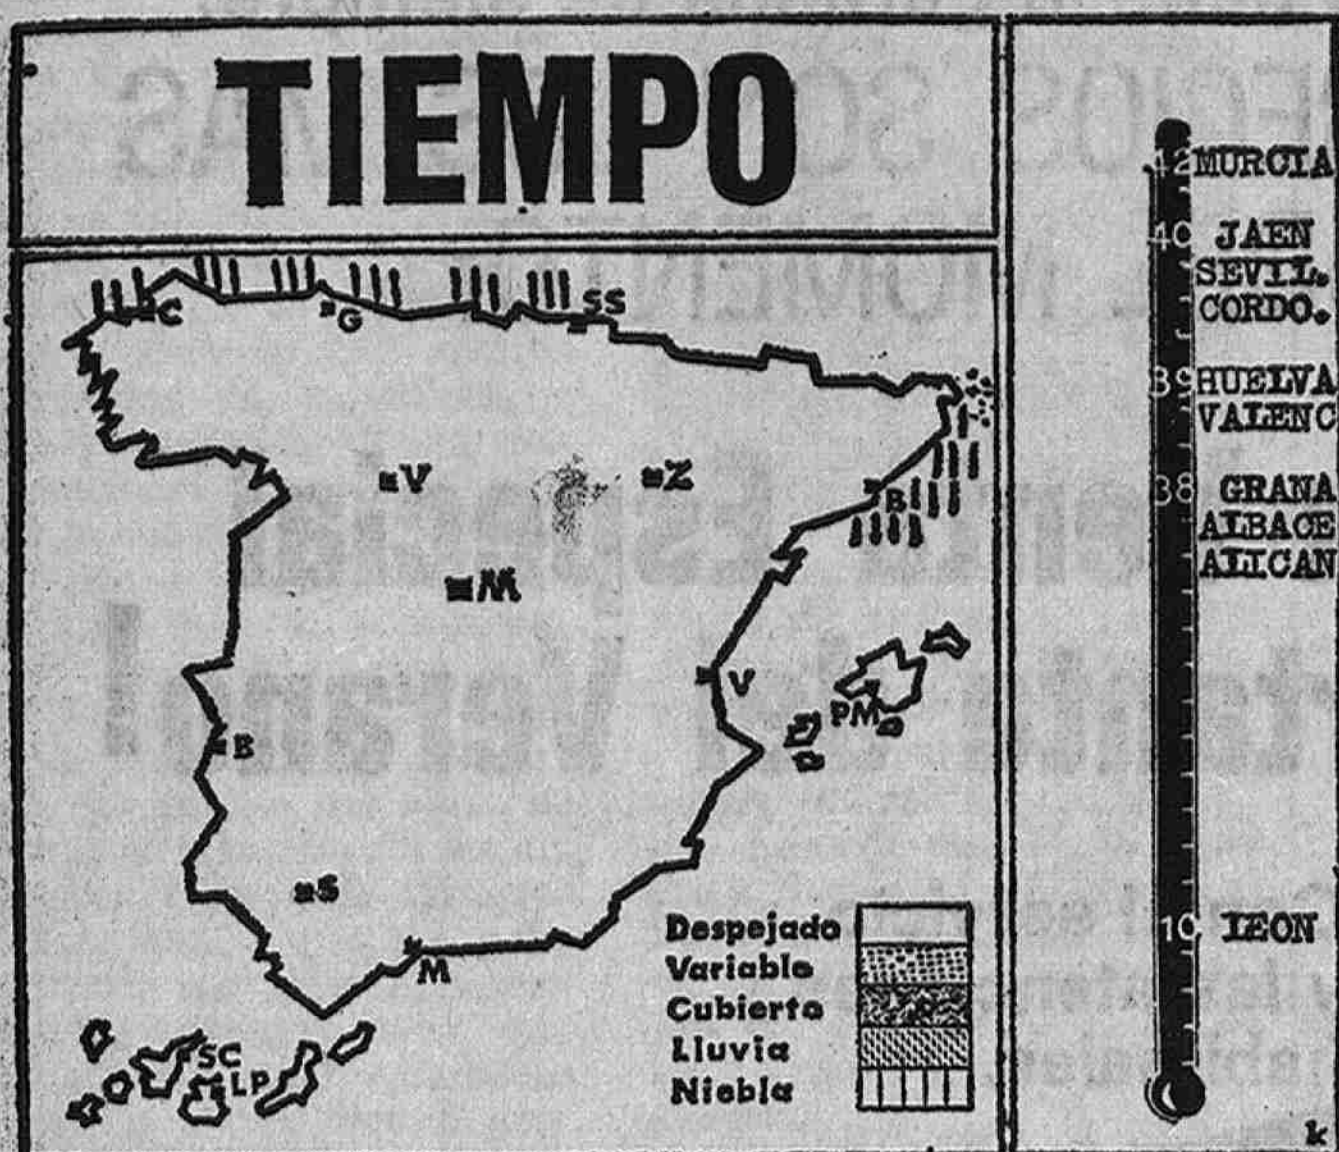 TIEMPO
C
G
SS
V
Z
B
M
V
PM
B
S
M
SC
LP
Despejado
Variable
Cubierto
Lluvia
Niebla
42 MURCIA
40 JAEN
SEVIL.
CORDO.
39 HUELVA
VALENC
38 GRANA
ALBACE
ALICAN
10 LEON
k